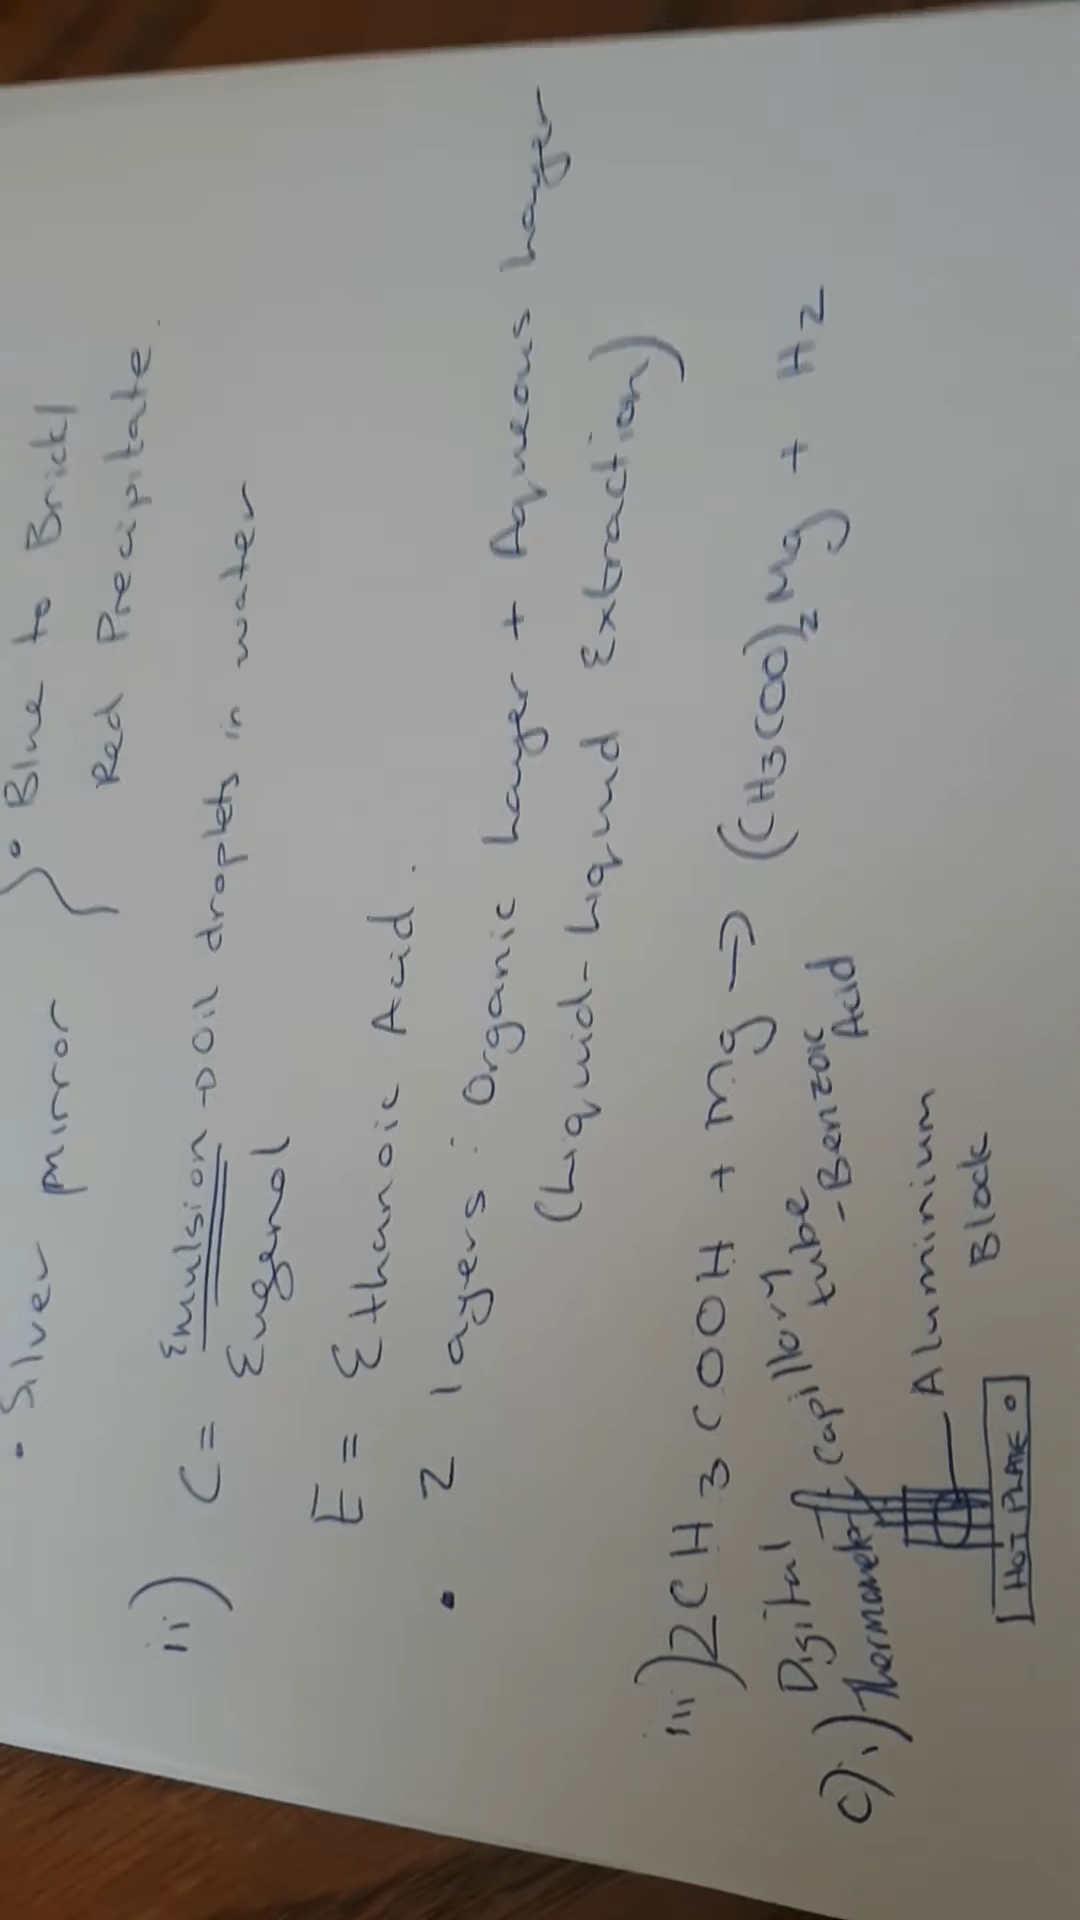 • Silver mirror } • Blue to Brick/
Red Precipitate.
ii) C = Emulsion → Oil droplets in water
Eugenol
E = Ethanoic Acid.
• 2 layers: Organic Layer + Aqueous Layer
(Liquid-Liquid Extraction)
iii) 2CH3COOH + Mg → (CH3COO)2Mg + H2
c) i) Digital Thermometer
Capillary tube
- Benzoic Acid
Aluminium
Block
HOT PLATE